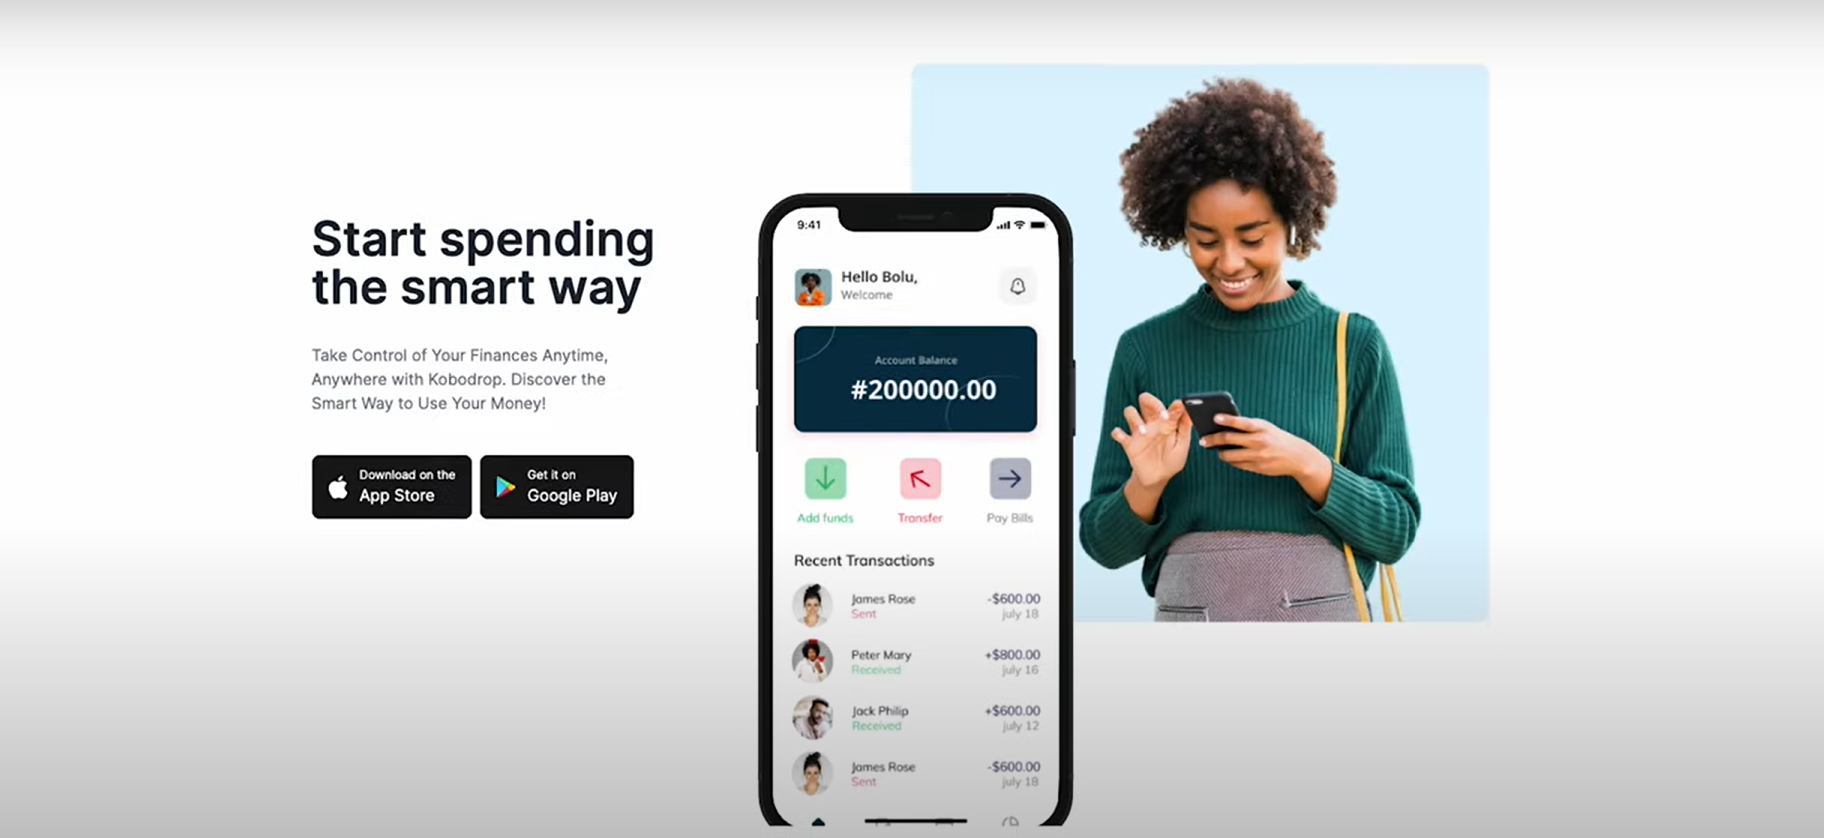 Start spending
the smart way
Take Control of Your Finances Anytime,
Anywhere with Kobodrop. Discover the
Smart Way to Use Your Money!
Download on the
App Store
Get it on
Google Play
9:41
Hello Bolu,
Welcome
Account Balance
#200000.00
Add funds
Transfer
Pay Bills
Recent Transactions
James Rose
-$600.00
Sent
july 18
Peter Mary
+$800.00
Received
july 16
Jack Philip
+$600.00
Received
july 12
James Rose
-$600.00
Sent
july 18